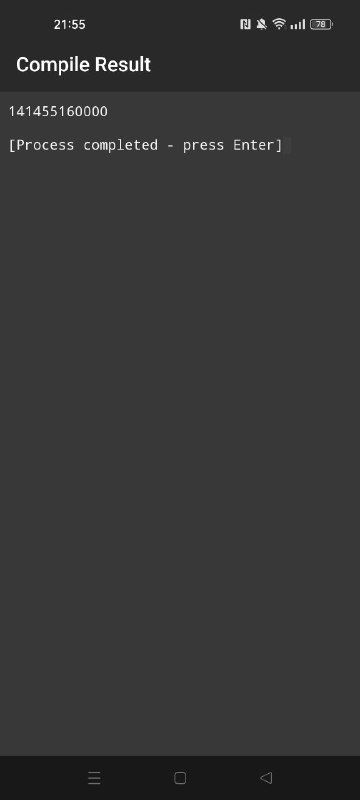 21:55
78
Compile Result
141455160000
[Process completed - press Enter]